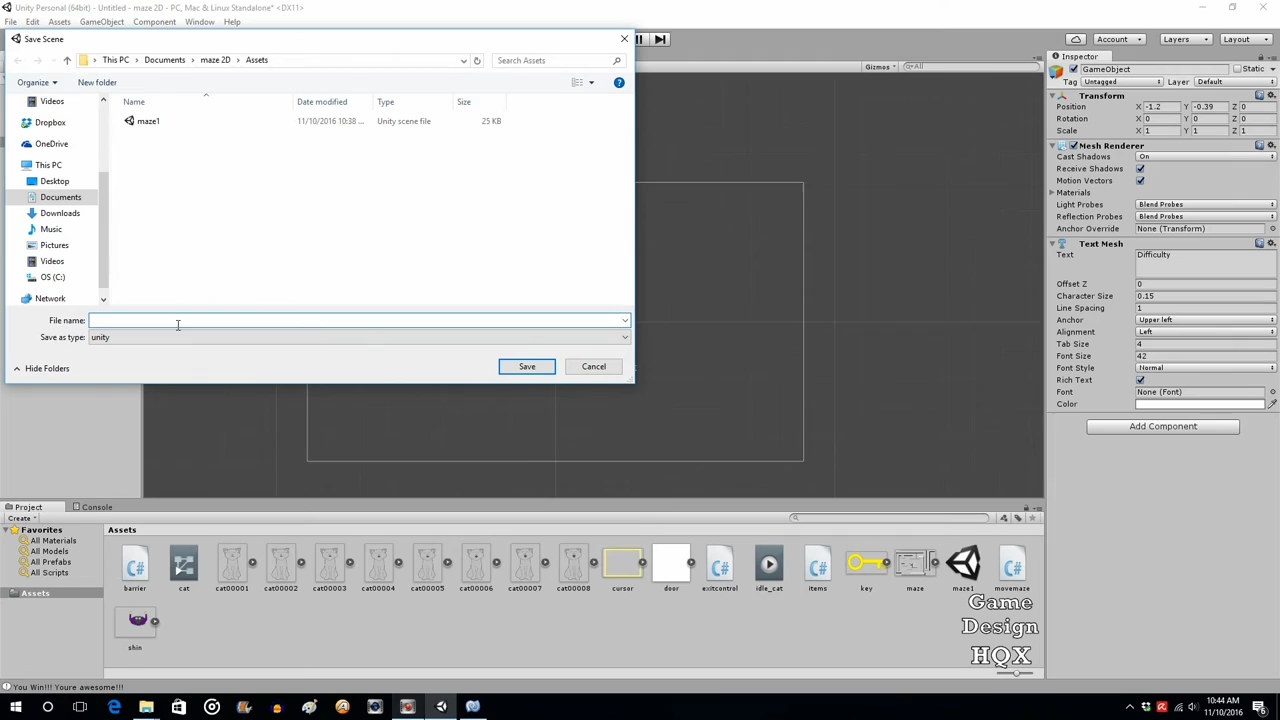 Unity Personal (64bit) - Untitled - maze 2D - PC, Mac & Linux Standalone* <DX11>
File Edit Assets GameObject Component Window Help
Save Scene
This PC Documents maze 2D Assets Search Assets
Organize New folder
Name Date modified Type Size
maze1 11/10/2016 10:38 ... Unity scene file 25 KB
Videos
Dropbox
OneDrive
This PC
Desktop
Documents
Downloads
Music
Pictures
Videos
OS (C:)
Network
File name:
Save as type: unity
Hide Folders Save Cancel
Account Layers Layout
Gizmos All
Inspector
GameObject Static
Tag Untagged Layer Default
Transform
Position X -1.2 Y -0.39 Z 0
Rotation X 0 Y 0 Z 0
Scale X 1 Y 1 Z 1
Mesh Renderer
Cast Shadows On
Receive Shadows
Motion Vectors
Materials
Light Probes Blend Probes
Reflection Probes Blend Probes
Anchor Override None (Transform)
Text Mesh
Text Difficulty
Offset Z 0
Character Size 0.15
Line Spacing 1
Anchor Upper left
Alignment Left
Tab Size 4
Font Size 42
Font Style Normal
Rich Text
Font None (Font)
Color
Add Component
Project Console
Create
Favorites
All Materials
All Models
All Prefabs
All Scripts
Assets
Assets
barrier cat cat00001 cat00002 cat00003 cat00004 cat00005 cat00006 cat00007 cat00008 cursor door exitcontrol idle_cat items key maze maze1 movemaze
shin
Game
Design
HQX
You Win!!! Youre awesome!!!
10:44 AM
11/10/2016